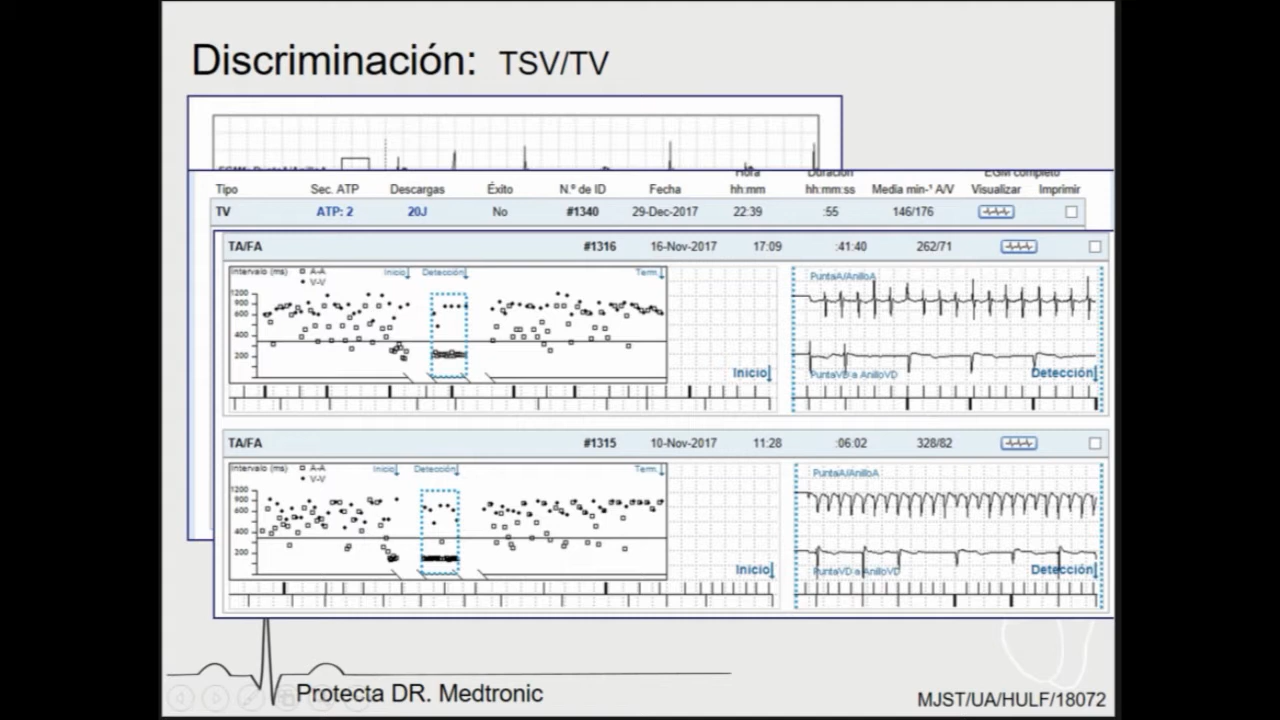 Discriminación: TSV/TV
Hora Duración EGM completo
Tipo Sec. ATP Descargas Éxito N.º de ID Fecha hh:mm hh:mm:ss Media min-¹ A/V Visualizar Imprimir
TV ATP: 2 20J No #1340 29-Dec-2017 22:39 :55 146/176
TA/FA #1316 16-Nov-2017 17:09 :41:40 262/71
Intervalo (ms) A-A Inicio Detección Term. PuntaA/AnilloA
V-V
1200
900
600
400
200
Inicio PuntaVD a AnilloVD Detección
TA/FA #1315 10-Nov-2017 11:28 :06:02 328/82
Intervalo (ms) A-A Inicio Detección Term. PuntaA/AnilloA
V-V
1200
900
600
400
200
Inicio PuntaVD a AnilloVD Detección
Protecta DR. Medtronic
MJST/UA/HULF/18072